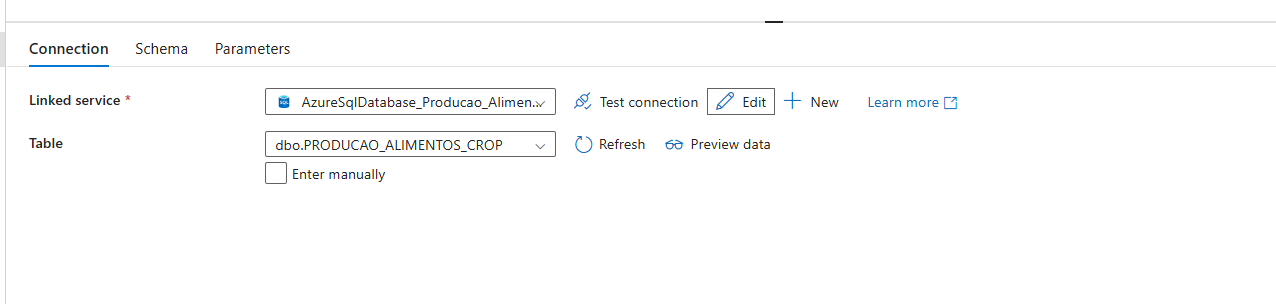 Connection Schema Parameters
Linked service * SQL AzureSqlDatabase_Producao_Alimen... Test connection Edit New Learn more
Table dbo.PRODUCAO_ALIMENTOS_CROP Refresh Preview data
Enter manually